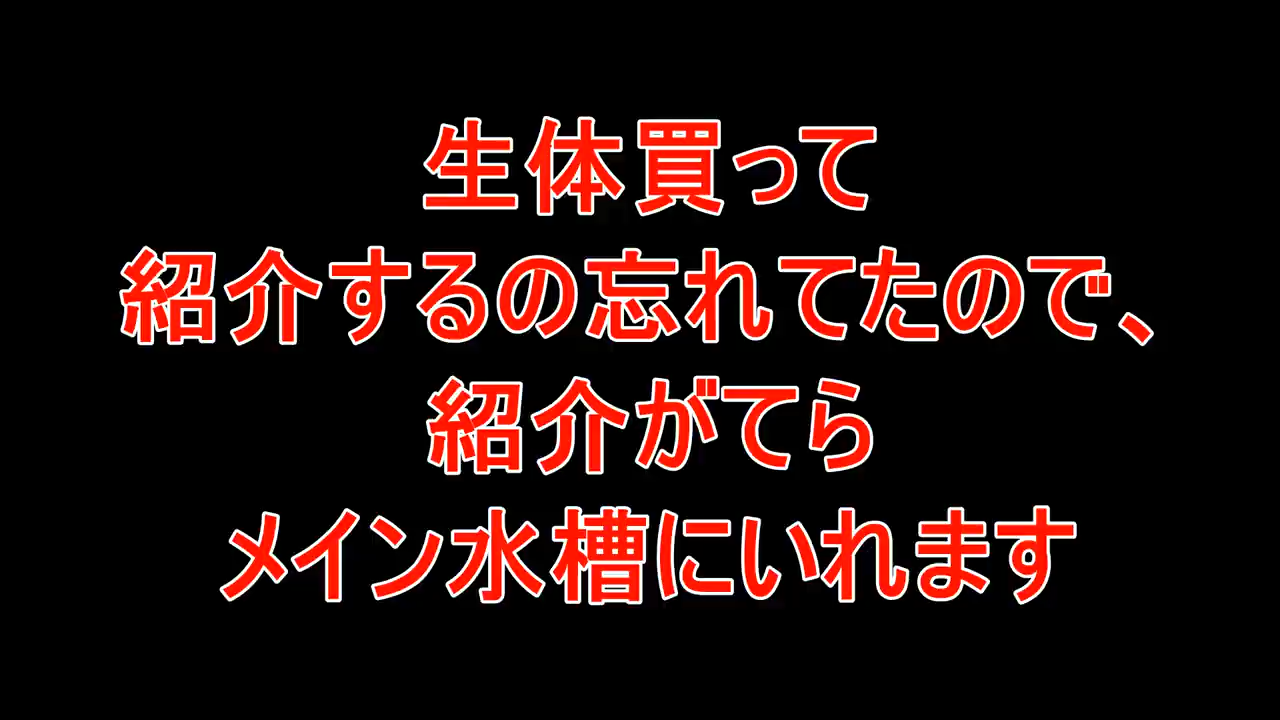 生体買って
紹介するの忘れてたので、
紹介がてら
メイン水槽にいれます